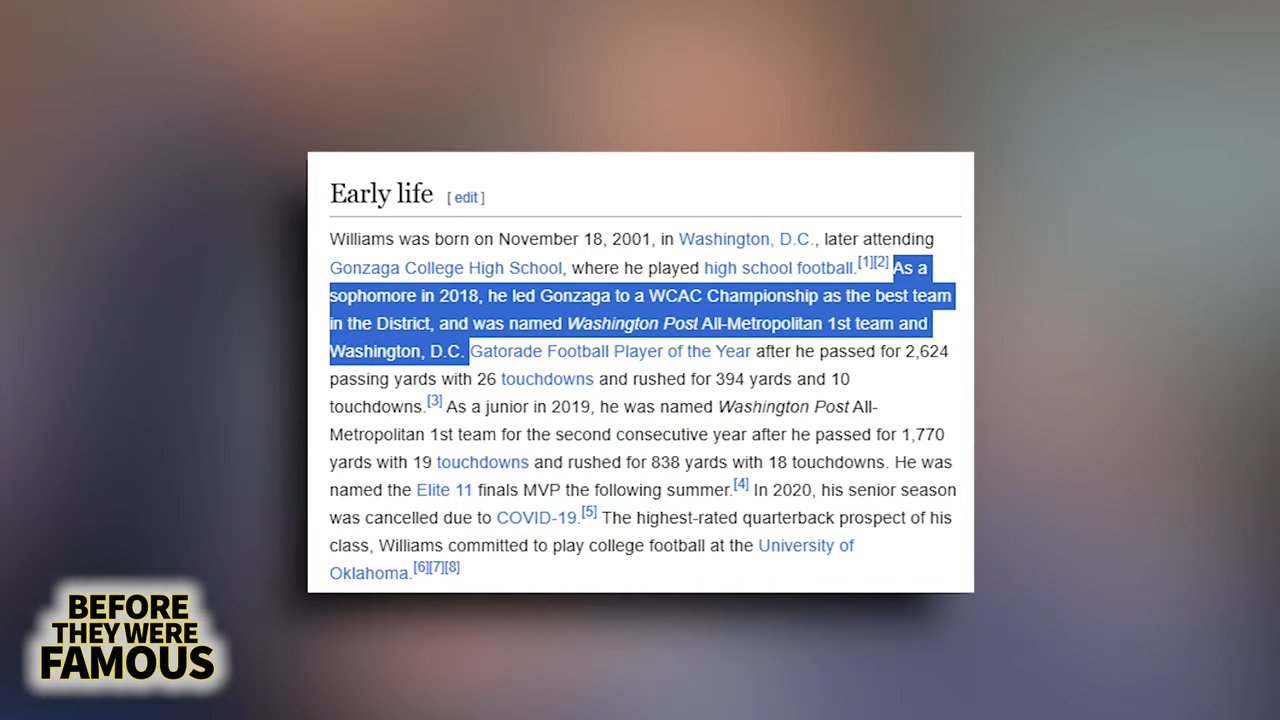 Early life [ edit ]
Williams was born on November 18, 2001, in Washington, D.C., later attending
Gonzaga College High School, where he played high school football.[1][2] As a
sophomore in 2018, he led Gonzaga to a WCAC Championship as the best team
in the District, and was named Washington Post All-Metropolitan 1st team and
Washington, D.C. Gatorade Football Player of the Year after he passed for 2,624
passing yards with 26 touchdowns and rushed for 394 yards and 10
touchdowns.[3] As a junior in 2019, he was named Washington Post All-
Metropolitan 1st team for the second consecutive year after he passed for 1,770
yards with 19 touchdowns and rushed for 838 yards with 18 touchdowns. He was
named the Elite 11 finals MVP the following summer.[4] In 2020, his senior season
was cancelled due to COVID-19.[5] The highest-rated quarterback prospect of his
class, Williams committed to play college football at the University of
Oklahoma.[6][7][8]
BEFORE
THEY WERE
FAMOUS